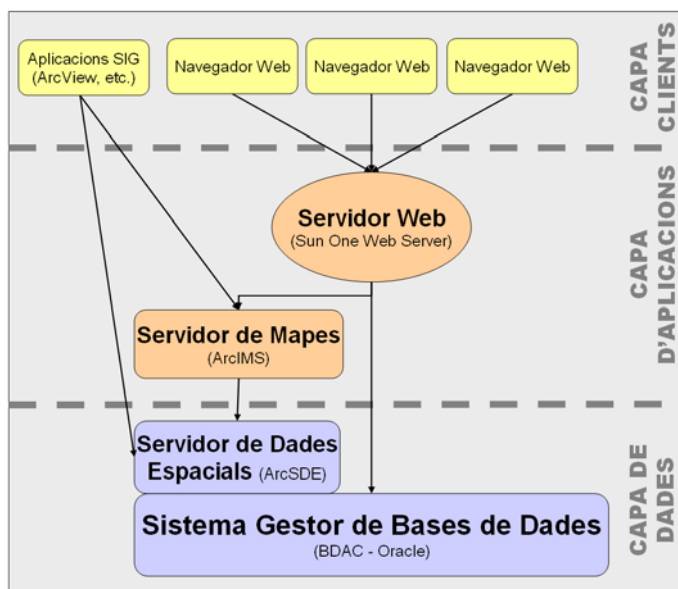 Aplicacions SIG
(ArcView, etc.)
Navegador Web
Navegador Web
Navegador Web
CAPA
CLIENTS
Servidor Web
(Sun One Web Server)
CAPA
D'APLICACIONS
Servidor de Mapes
(ArcIMS)
Servidor de Dades
Espacials (ArcSDE)
Sistema Gestor de Bases de Dades
(BDAC - Oracle)
CAPA DE
DADES